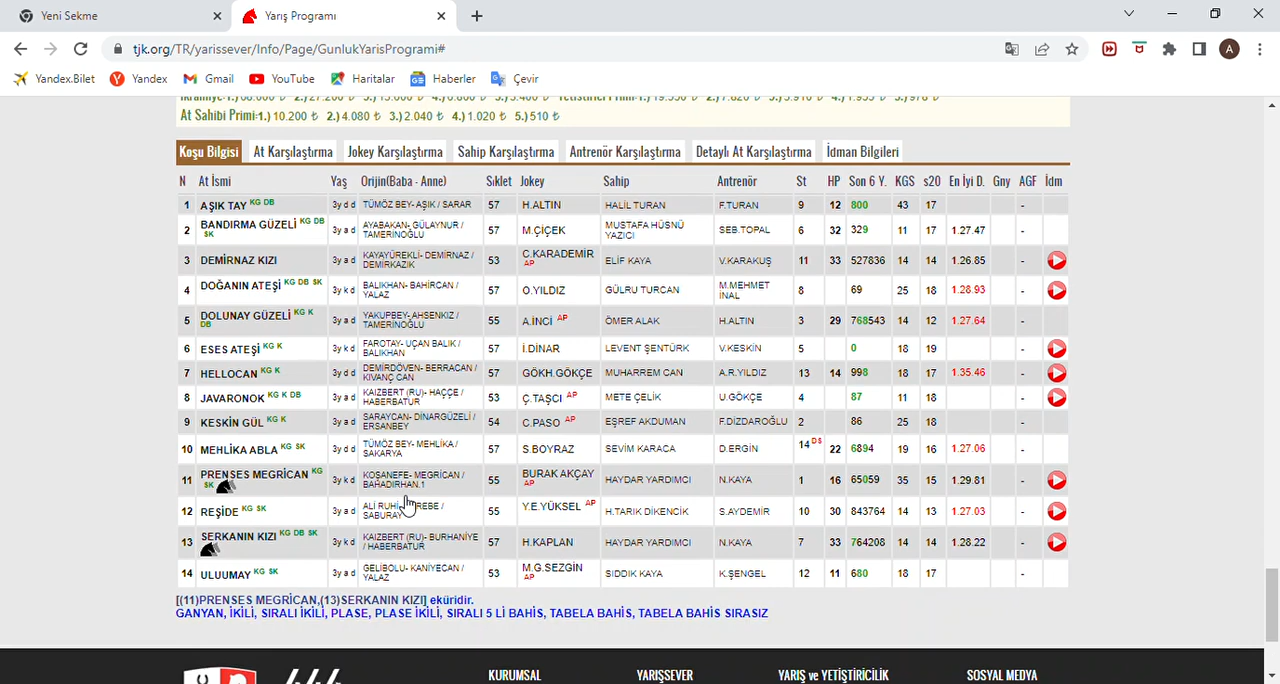 Yeni Sekme
Yarış Programı
tjk.org/TR/yarissever/Info/Page/GunlukYarisProgrami#
A
Yandex.Bilet Yandex Gmail YouTube Haritalar Haberler Çevir
At Sahibi Primi:1.) 10.200 ₺ 2.) 4.080 ₺ 3.) 2.040 ₺ 4.) 1.020 ₺ 5.) 510 ₺
Koşu Bilgisi At Karşılaştırma Jokey Karşılaştırma Sahip Karşılaştırma Antrenör Karşılaştırma Detaylı At Karşılaştırma İdman Bilgileri
N At İsmi Yaş Orijin(Baba - Anne) Sıklet Jokey Sahip Antrenör St HP Son 6 Y. KGS s20 En İyi D. Gny AGF İdm
1 AŞIK TAY KG DB 3y d d TÜMÖZ BEY- AŞIK / SARAR 57 H.ALTIN HALİL TURAN F.TURAN 9 12 800 43 17 -
2 BANDIRMA GÜZELİ KG DB SK 3y a d AYABAKAN- GÜLAYNUR / TAMERİNOĞLU 57 M.ÇİÇEK MUSTAFA HÜSNÜ YAZICI SEB.TOPAL 6 32 329 11 17 1.27.47 -
3 DEMİRNAZ KIZI 3y a d KAYAYÜREKLİ- DEMİRNAZ / DEMİRKAZIK 53 C.KARADEMİR AP ELİF KAYA V.KARAKUŞ 11 33 527836 14 14 1.26.85 -
4 DOĞANIN ATEŞİ KG DB SK 3y k d BALIKHAN- BAHİRCAN / YALAZ 57 O.YILDIZ GÜLRU TURCAN M.MEHMET İNAL 8 69 25 18 1.28.93 -
5 DOLUNAY GÜZELİ KG K DB 3y a d YAKUPBEY- AHSENKIZ / TAMERİNOĞLU 55 A.İNCİ AP ÖMER ALAK H.ALTIN 3 29 768543 14 12 1.27.64 -
6 ESES ATEŞİ KG K 3y k d FAROTAY- UÇAN BALIK / BALIKHAN 57 İ.DİNAR LEVENT ŞENTÜRK V.KESKİN 5 0 18 19 -
7 HELLOCAN KG K 3y d d DEMİRDÖVEN- BERRACAN / KIVANÇ CAN 57 GÖKH.GÖKÇE MUHARREM CAN A.R.YILDIZ 13 14 998 18 17 1.35.46 -
8 JAVARONOK KG K DB 3y a d KAIZBERT (RU)- HAÇÇE / HABERBATUR 53 Ç.TAŞCI AP METE ÇELİK U.GÖKÇE 4 87 11 18 -
9 KESKİN GÜL KG K 3y d d SARAYCAN- DİNARGÜZELİ / ERSANBEY 54 C.PASO AP EŞREF AKDUMAN F.DİZDAROĞLU 2 86 25 18 -
10 MEHLİKA ABLA KG SK 3y d d TÜMÖZ BEY- MEHLİKA / SAKARYA 57 S.BOYRAZ SEVİM KARACA D.ERGİN 14 DS 22 6894 19 16 1.27.06 -
11 PRENSES MEGRİCAN KG SK 3y k d KOŞANEFE- MEGRİCAN / BAHADIRHAN.1 55 BURAK AKÇAY AP HAYDAR YARDIMCI N.KAYA 1 16 65059 35 15 1.29.81 -
12 REŞİDE KG SK 3y a d ALİ RUHİ- REBE / SABURAY 55 Y.E.YÜKSEL AP H.TARIK DİKENCİK S.AYDEMİR 10 30 843764 14 13 1.27.03 -
13 SERKANIN KIZI KG DB SK 3y k d KAIZBERT (RU)- BURHANİYE / HABERBATUR 57 H.KAPLAN HAYDAR YARDIMCI N.KAYA 7 33 764208 14 14 1.28.22 -
14 ULUUMAY KG SK 3y a d GELİBOLU- KANİYECAN / YALAZ 53 M.G.SEZGİN AP SIDDIK KAYA K.ŞENGEL 12 11 680 18 17 -
[(11)PRENSES MEGRİCAN,(13)SERKANIN KIZI] eküridir.
GANYAN, İKİLİ, SIRALI İKİLİ, PLASE, PLASE İKİLİ, SIRALI 5 Lİ BAHİS, TABELA BAHİS, TABELA BAHİS SIRASIZ
444 KURUMSAL YARIŞSEVER YARIŞ ve YETİŞTİRİCİLİK SOSYAL MEDYA